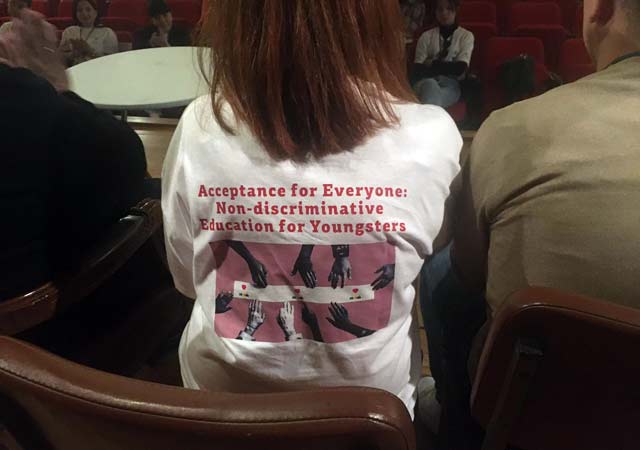 Acceptance for Everyone:
Non-discriminative
Education for Youngsters